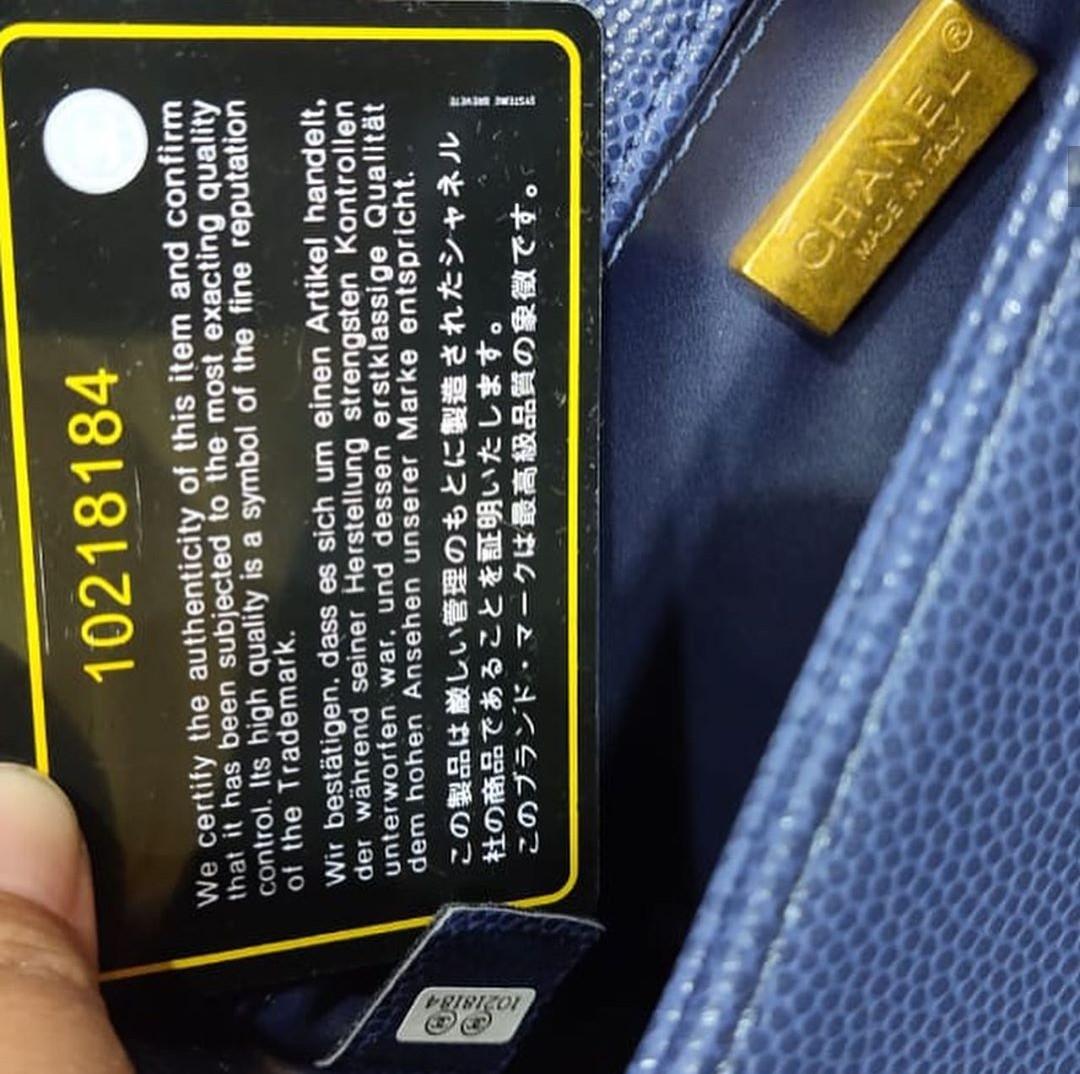 10218184
We certify the authenticity of this item and confirm
that it has been subjected to the most exacting quality
control. Its high quality is a symbol of the fine reputation
of the Trademark.
Wir bestätigen, dass es sich um einen Artikel handelt,
der während seiner Herstellung strengsten Kontrollen
unterworfen war, und dessen erstklassige Qualität
dem hohen Ansehen unserer Marke entspricht.
この製品は厳しい管理のもとに製造されたシャネル
社の商品であることを証明いたします。
このブランド・マークは最高級品質の象徴です。
SYSTEME BREVETE
CHANEL®
MADE IN ITALY
10218184